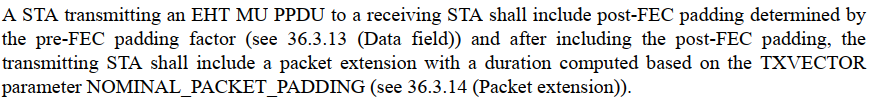 A STA transmitting an EHT MU PPDU to a receiving STA shall include post-FEC padding determined by
the pre-FEC padding factor (see 36.3.13 (Data field)) and after including the post-FEC padding, the
transmitting STA shall include a packet extension with a duration computed based on the TXVECTOR
parameter NOMINAL_PACKET_PADDING (see 36.3.14 (Packet extension)).